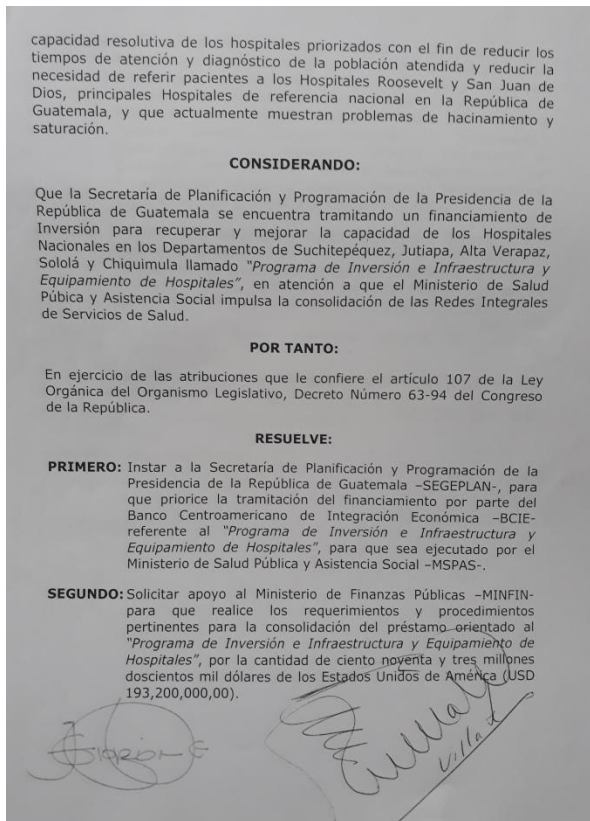 capacidad resolutiva de los hospitales priorizados con el fin de reducir los
tiempos de atención y diagnóstico de la población atendida y reducir la
necesidad de referir pacientes a los Hospitales Roosevelt y San Juan de
Dios, principales Hospitales de referencia nacional en la República de
Guatemala, y que actualmente muestran problemas de hacinamiento y
saturación.
CONSIDERANDO:
Que la Secretaría de Planificación y Programación de la Presidencia de la
República de Guatemala se encuentra tramitando un financiamiento de
Inversión para recuperar y mejorar la capacidad de los Hospitales
Nacionales en los Departamentos de Suchitepéquez, Jutiapa, Alta Verapaz,
Sololá y Chiquimula llamado "Programa de Inversión e Infraestructura y
Equipamiento de Hospitales", en atención a que el Ministerio de Salud
Púbica y Asistencia Social impulsa la consolidación de las Redes Integrales
de Servicios de Salud.
POR TANTO:
En ejercicio de las atribuciones que le confiere el artículo 107 de la Ley
Orgánica del Organismo Legislativo, Decreto Número 63-94 del Congreso
de la República.
RESUELVE:
PRIMERO: Instar a la Secretaría de Planificación y Programación de la
Presidencia de la República de Guatemala –SEGEPLAN-, para
que priorice la tramitación del financiamiento por parte del
Banco Centroamericano de Integración Económica –BCIE-
referente al "Programa de Inversión e Infraestructura y
Equipamiento de Hospitales", para que sea ejecutado por el
Ministerio de Salud Pública y Asistencia Social –MSPAS-.
SEGUNDO: Solicitar apoyo al Ministerio de Finanzas Públicas –MINFIN-
para que realice los requerimientos y procedimientos
pertinentes para la consolidación del préstamo orientado al
"Programa de Inversión e Infraestructura y Equipamiento de
Hospitales", por la cantidad de ciento noventa y tres millones
doscientos mil dólares de los Estados Unidos de América (USD
193,200,000,00).